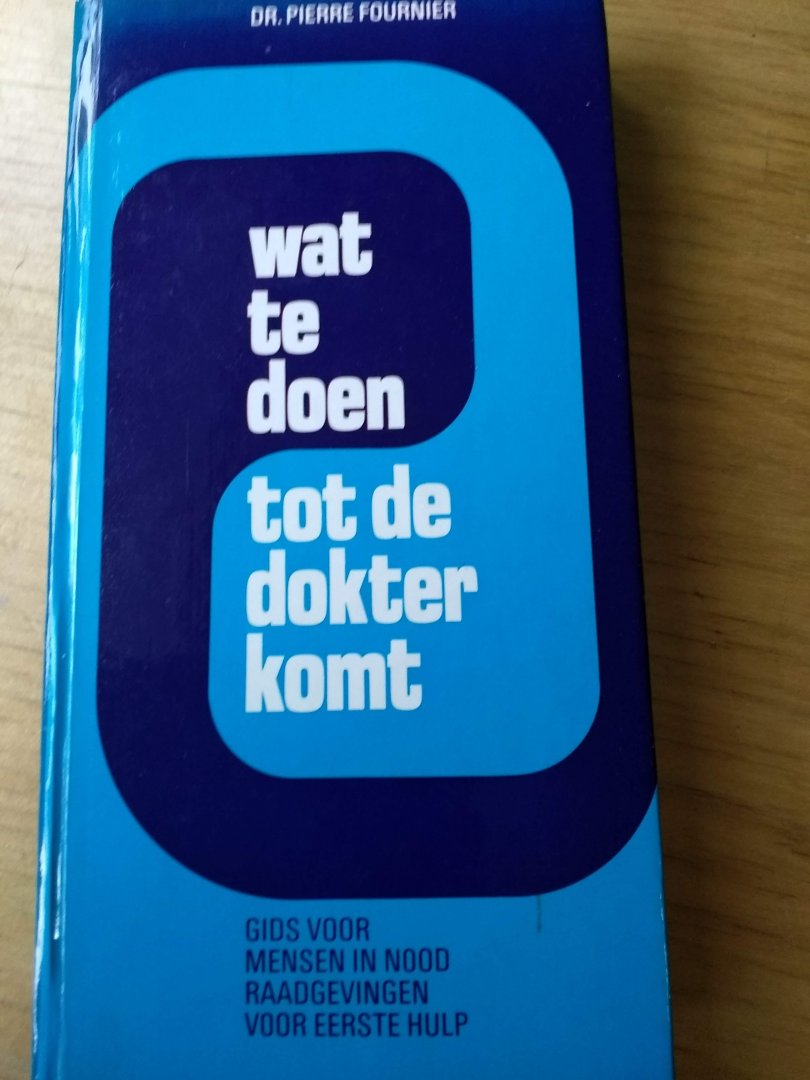 DR. PIERRE FOURNIER
wat
te
doen
tot de
dokter
komt
GIDS VOOR
MENSEN IN NOOD
RAADGEVINGEN
VOOR EERSTE HULP